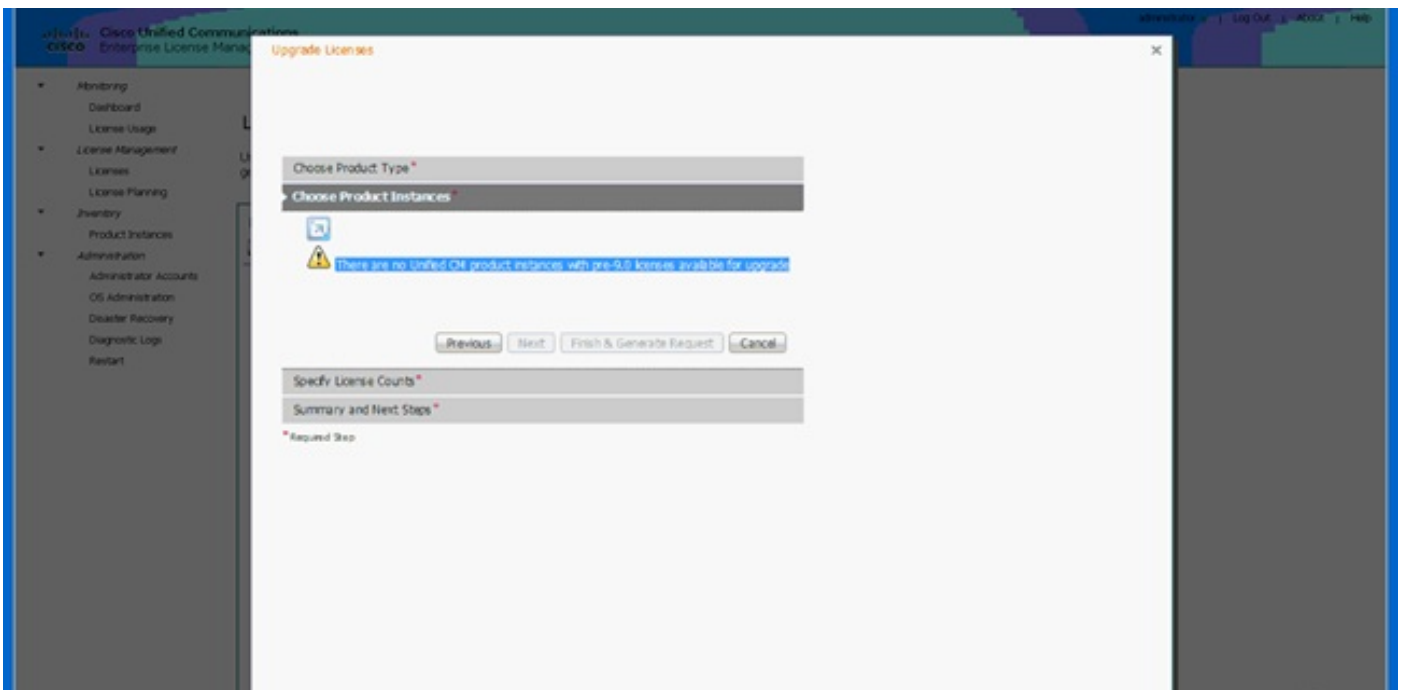 administrator | Log Out | About | Help
cisco Cisco Unified Communications
Enterprise License Manag
Upgrade Licenses
Monitoring
Dashboard
License Usage
License Management
Licenses
License Planning
Inventory
Product Instances
Administration
Administrator Accounts
OS Administration
Disaster Recovery
Diagnostic Logs
Restart
Choose Product Type*
Choose Product Instances*
There are no Unified CM product instances with pre-9.0 licenses available for upgrade
Previous Next Finish & Generate Request Cancel
Specify License Counts*
Summary and Next Steps*
*Required Step